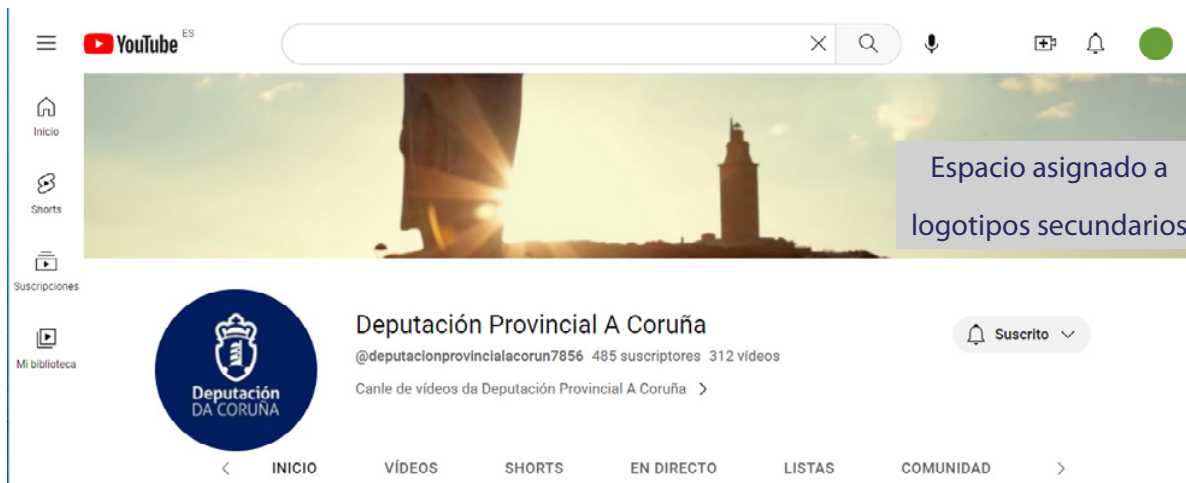 YouTube ES
Inicio
Shorts
Suscripciones
Mi biblioteca
Espacio asignado a
logotipos secundarios
Deputación
DA CORUÑA
Deputación Provincial A Coruña
@deputacionprovincialacorun7856 485 suscriptores 312 vídeos
Canle de vídeos da Deputación Provincial A Coruña
Suscrito
INICIO VÍDEOS SHORTS EN DIRECTO LISTAS COMUNIDAD